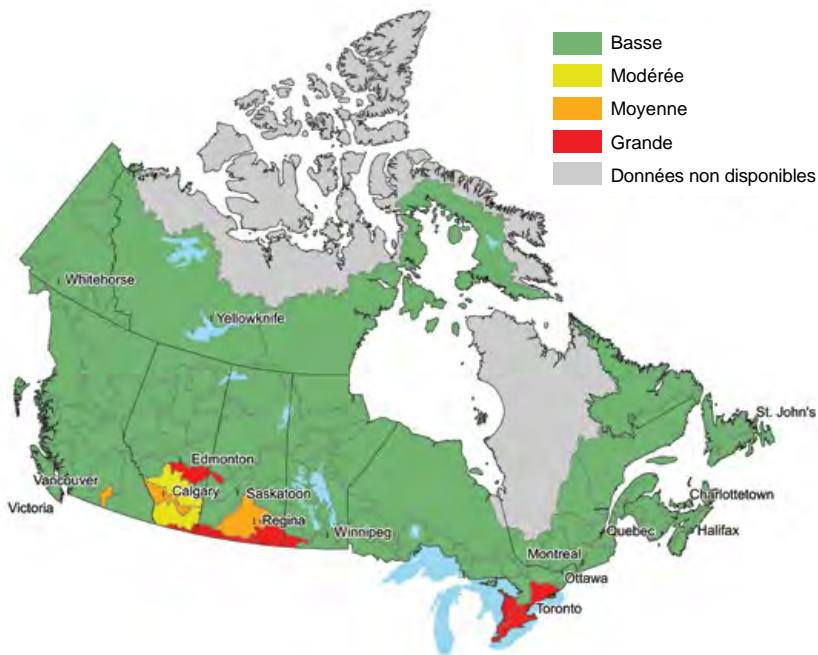 Basse
Modérée
Moyenne
Grande
Données non disponibles
Whitehorse
Yellowknife
St. John's
Edmonton
Vancouver
Calgary
Saskatoon
Charlottetown
Victoria
Regina
Winnipeg
Quebec
Halifax
Montreal
Ottawa
Toronto